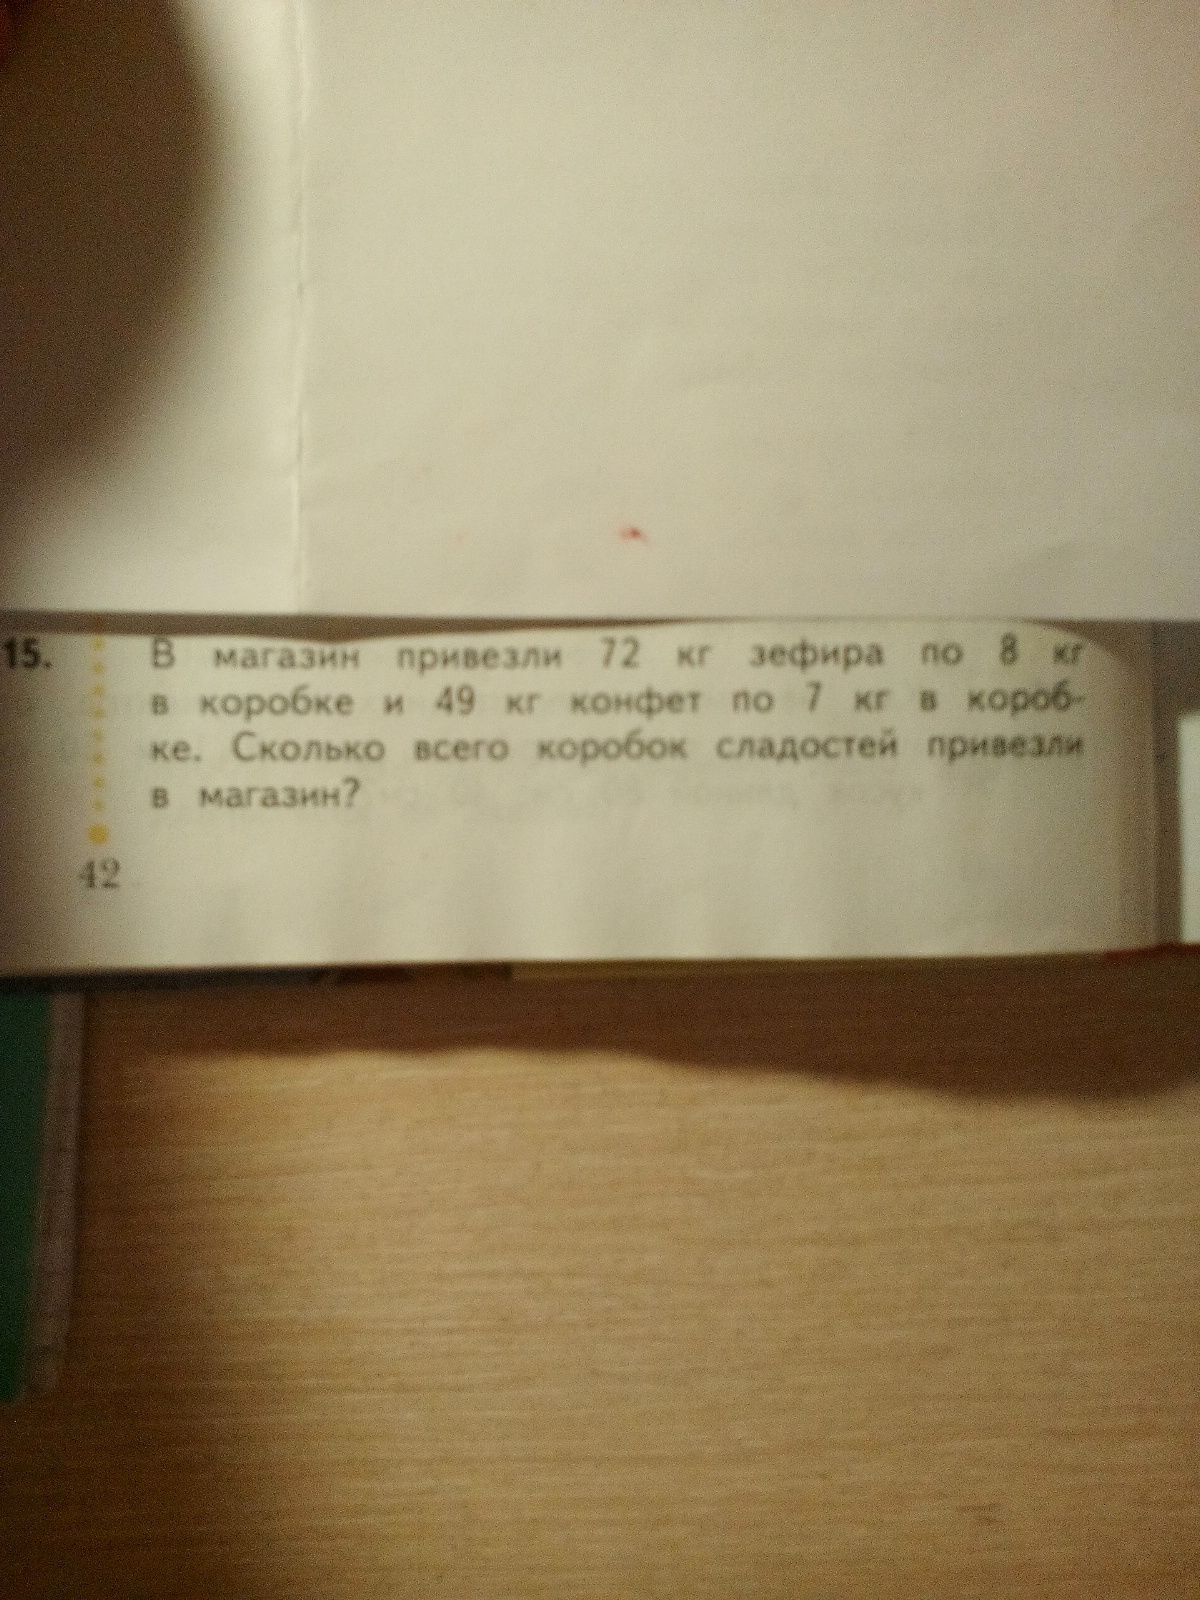 15. В магазин привезли 72 кг зефира по 8 кг
в коробке и 49 кг конфет по 7 кг в короб-
ке. Сколько всего коробок сладостей привезли
в магазин?
42